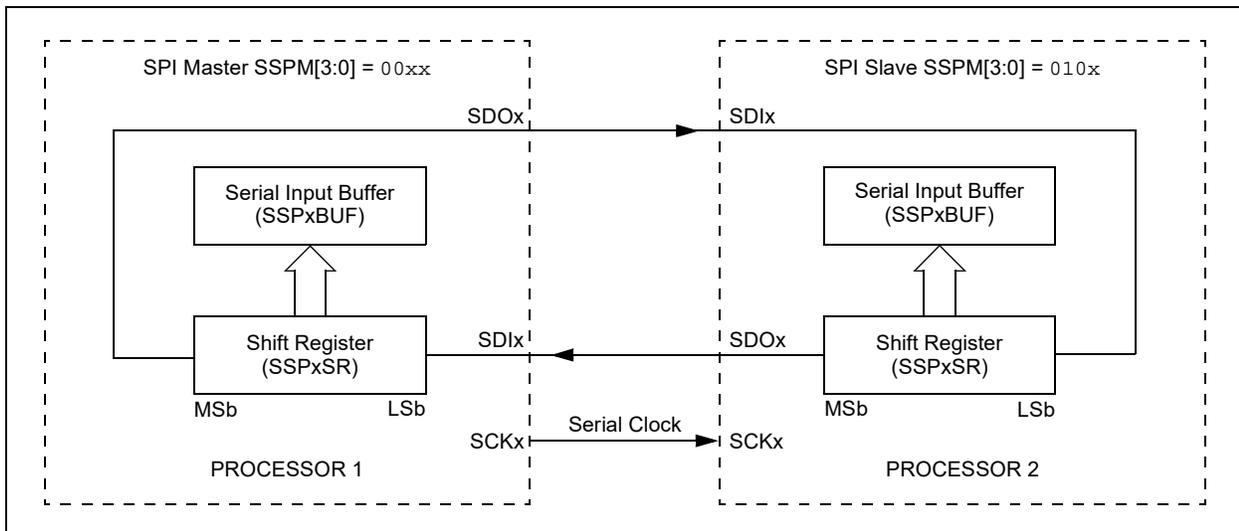 SPI Master SSPM[3:0] = 00xx
SPI Slave SSPM[3:0] = 010x
SDOx
SDIx
Serial Input Buffer
(SSPxBUF)
Serial Input Buffer
(SSPxBUF)
Shift Register
(SSPxSR)
SDIx
SDOx
Shift Register
(SSPxSR)
MSb
LSb
MSb
LSb
SCKx
Serial Clock
SCKx
PROCESSOR 1
PROCESSOR 2